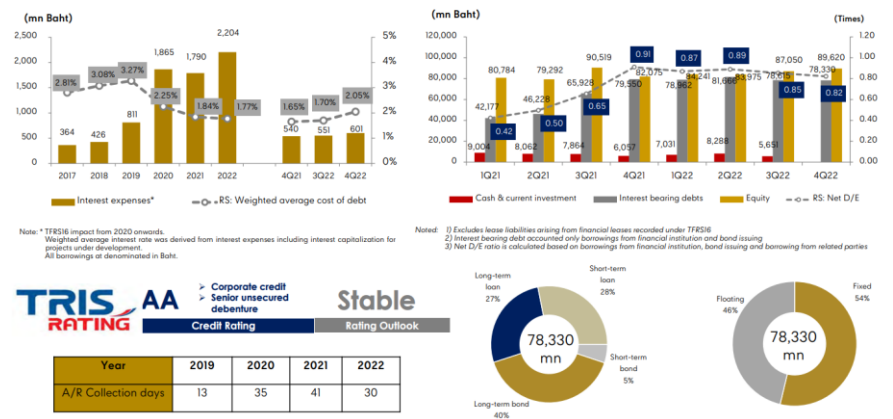 (mn Baht)
2,500
2,000
1,500
1,000
500
0
5%
4%
3%
2%
1%
0%
2.81%
3.08%
3.27%
2.25%
1.84%
1.77%
1.65%
1.70%
2.05%
364
426
811
1,865
1,790
2,204
540
551
601
2017
2018
2019
2020
2021
2022
4Q21
3Q22
4Q22
Interest expenses*
RS: Weighted average cost of debt
Note: * TFRS16 impact from 2020 onwards.
Weighted average interest rate was derived from interest expenses including interest capitalization for
projects under development.
All borrowings at denominated in Baht.
(mn Baht)
(Times)
120,000
100,000
80,000
60,000
40,000
20,000
0
1.20
1.00
0.80
0.60
0.40
0.20
0.00
80,784
79,292
90,519
82,075
84,241
83,975
87,050
89,620
42,177
46,228
65,928
79,550
78,962
81,666
78,615
78,330
0.42
0.50
0.65
0.91
0.87
0.89
0.85
0.82
9,004
8,062
7,864
6,057
7,031
8,288
5,651
1Q21
2Q21
3Q21
4Q21
1Q22
2Q22
3Q22
4Q22
Cash & current investment
Interest bearing debts
Equity
RS: Net D/E
Noted: 1) Excludes lease liabilities arising from financial leases recorded under TFRS16
2) Interest bearing debt accounted only borrowings from financial institution and bond issuing
3) Net D/E ratio is calculated based on borrowings from financial institution, bond issuing and borrowing from related parties
TRIS
RATING
AA
Corporate credit
Senior unsecured
debenture
Stable
Credit Rating
Rating Outlook
Year 2019 2020 2021 2022
A/R Collection days 13 35 41 30
Long-term
loan
27%
Short-term
loan
28%
Short-term
bond
5%
Long-term bond
40%
78,330
mn
Floating
46%
Fixed
54%
78,330
mn